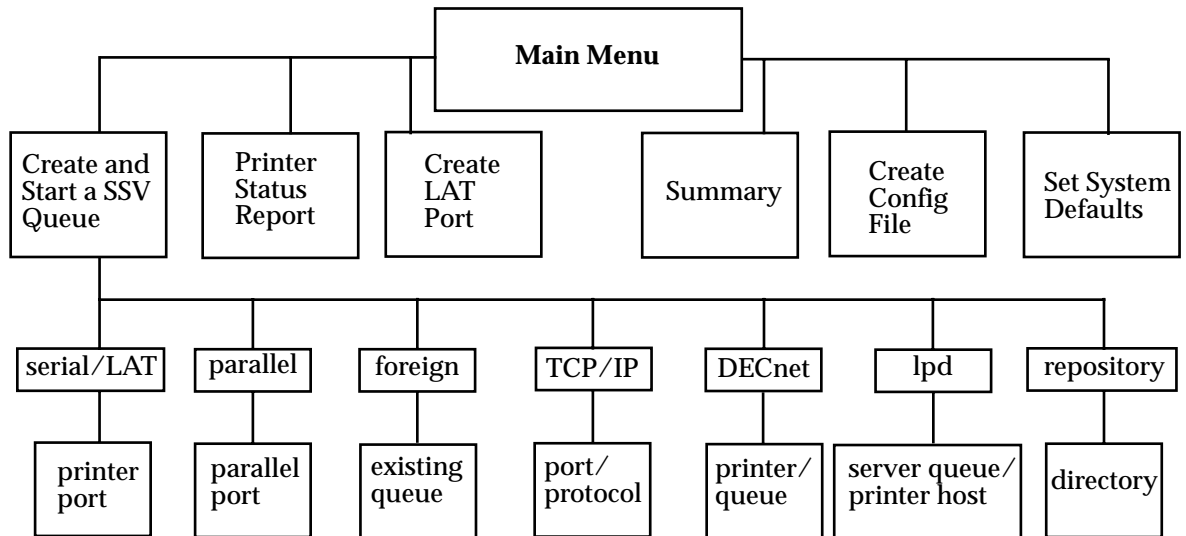 Main Menu
Create and
Start a SSV
Queue
Printer
Status
Report
Create
LAT
Port
Summary
Create
Config
File
Set System
Defaults
serial/LAT
parallel
foreign
TCP/IP
DECnet
lpd
repository
printer
port
parallel
port
existing
queue
port/
protocol
printer/
queue
server queue/
printer host
directory